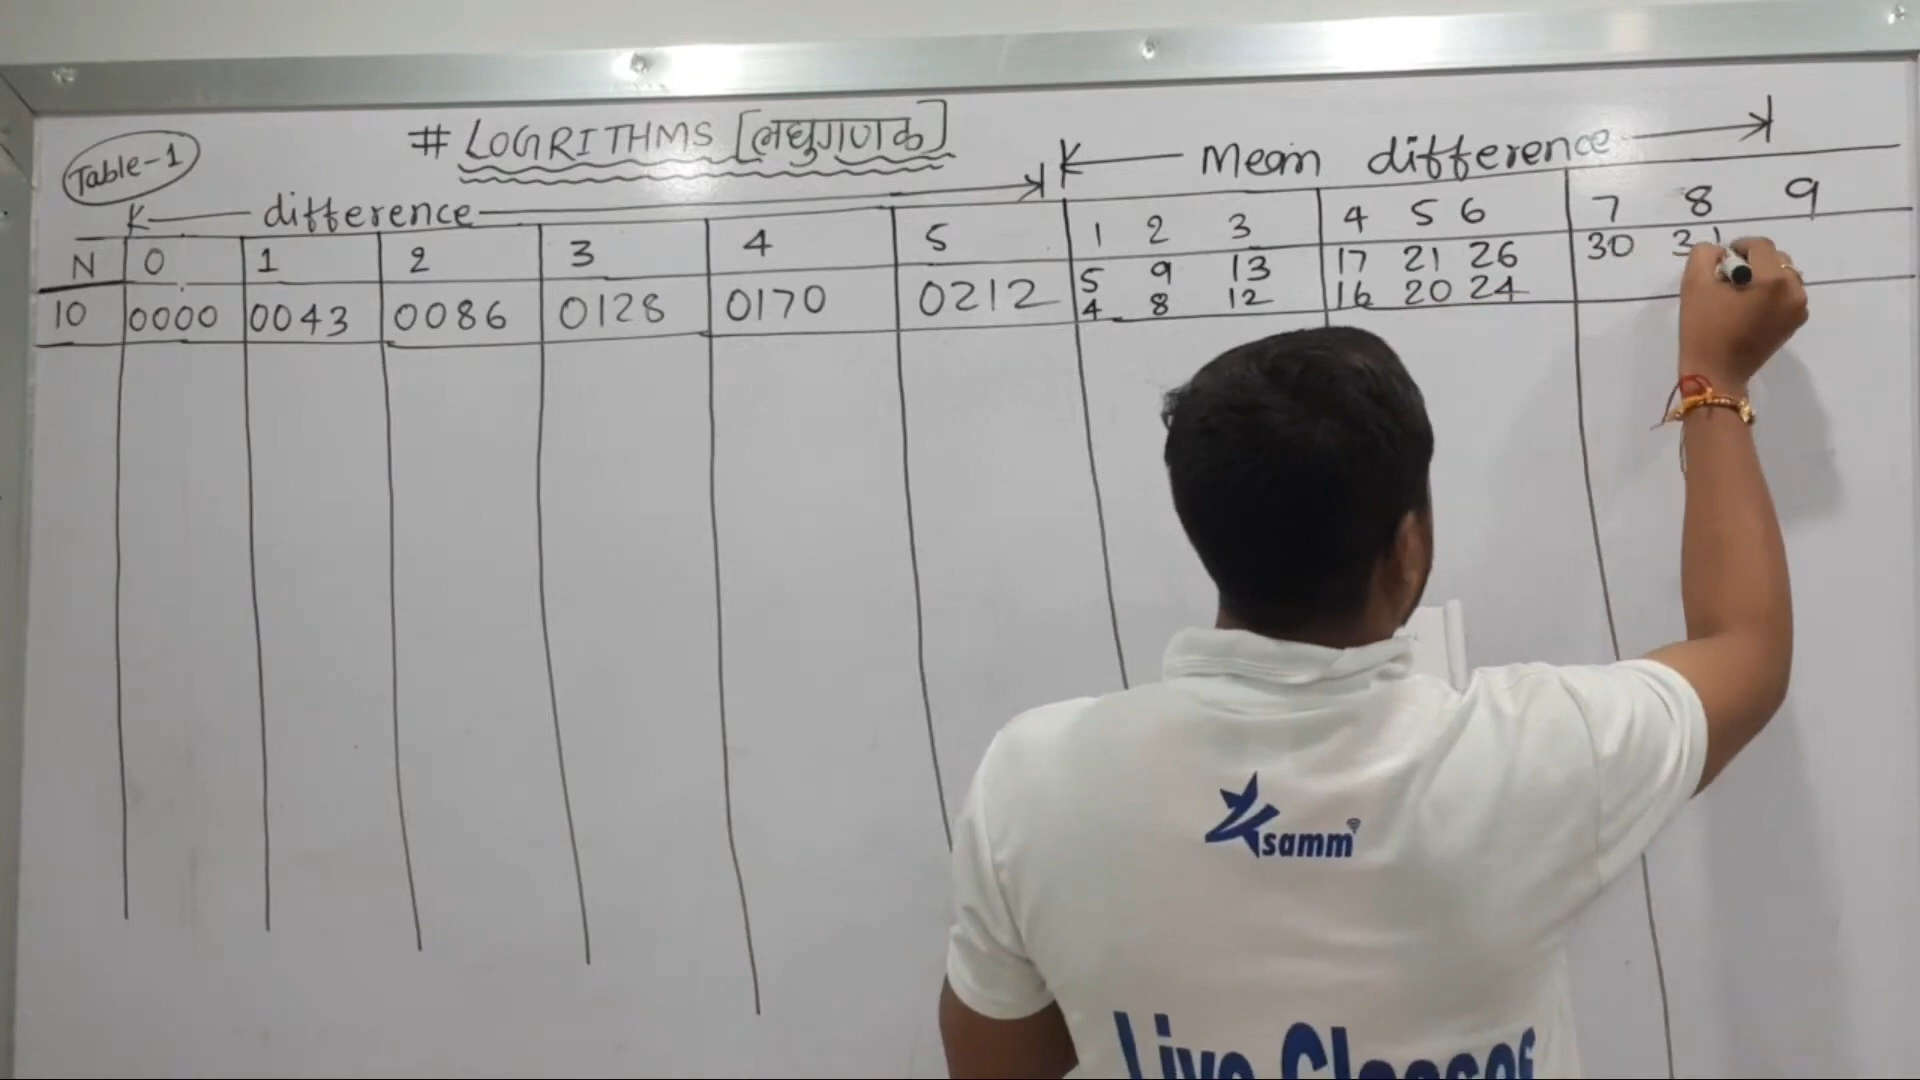 # LOGRITHMS [लघुगणक]
Table-1
difference
Mean difference
N 0 1 2 3 4 5 1 2 3 4 5 6 7 8 9
10 0000 0043 0086 0128 0170 0212
5 9 13 17 21 26 30
4 8 12 16 20 24
samm
Live Classes